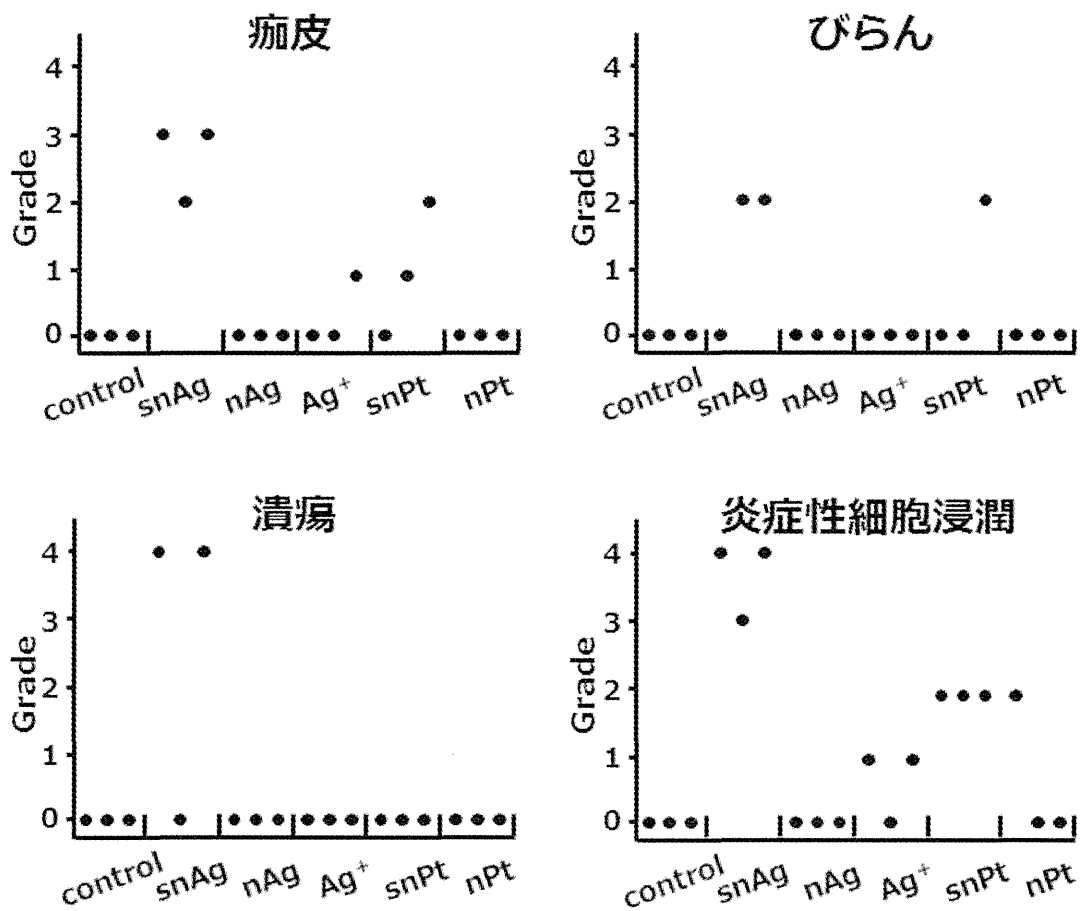 痂皮
Grade
4
3
2
1
0
control snAg nAg Ag⁺ snPt nPt
びらん
Grade
4
3
2
1
0
control snAg nAg Ag⁺ snPt nPt
潰瘍
Grade
4
3
2
1
0
control snAg nAg Ag⁺ snPt nPt
炎症性細胞浸潤
Grade
4
3
2
1
0
control snAg nAg Ag⁺ snPt nPt